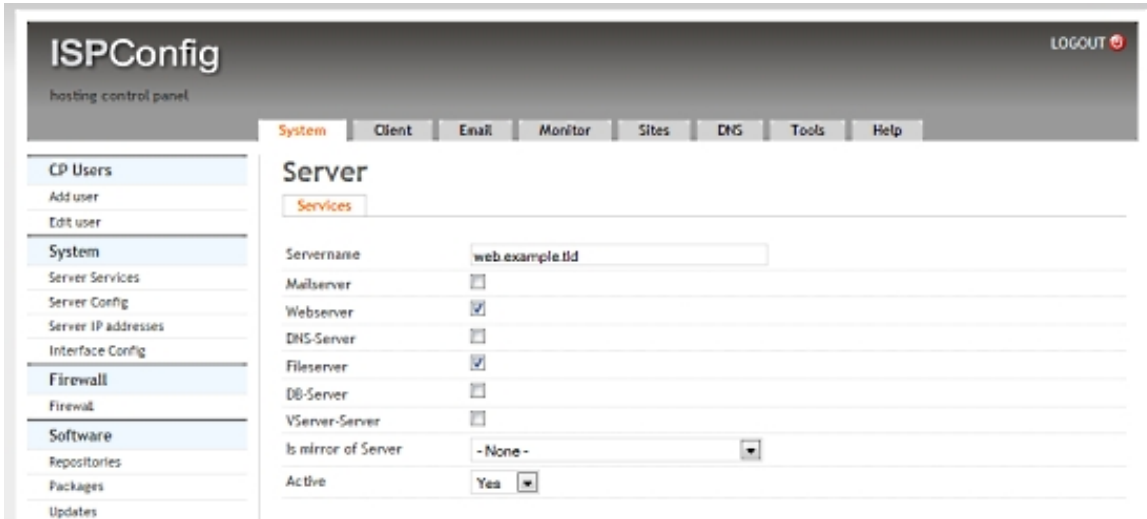 ISPConfig
LOGOUT
hosting control panel
System Client Email Monitor Sites DNS Tools Help
CP Users
Add user
Edit user
System
Server Services
Server Config
Server IP addresses
Interface Config
Firewall
Firewall
Software
Repositories
Packages
Updates
Server
Services
Servername web.example.tld
Mailserver
Webserver
DNS-Server
Fileserver
DB-Server
VServer-Server
Is mirror of Server - None -
Active Yes